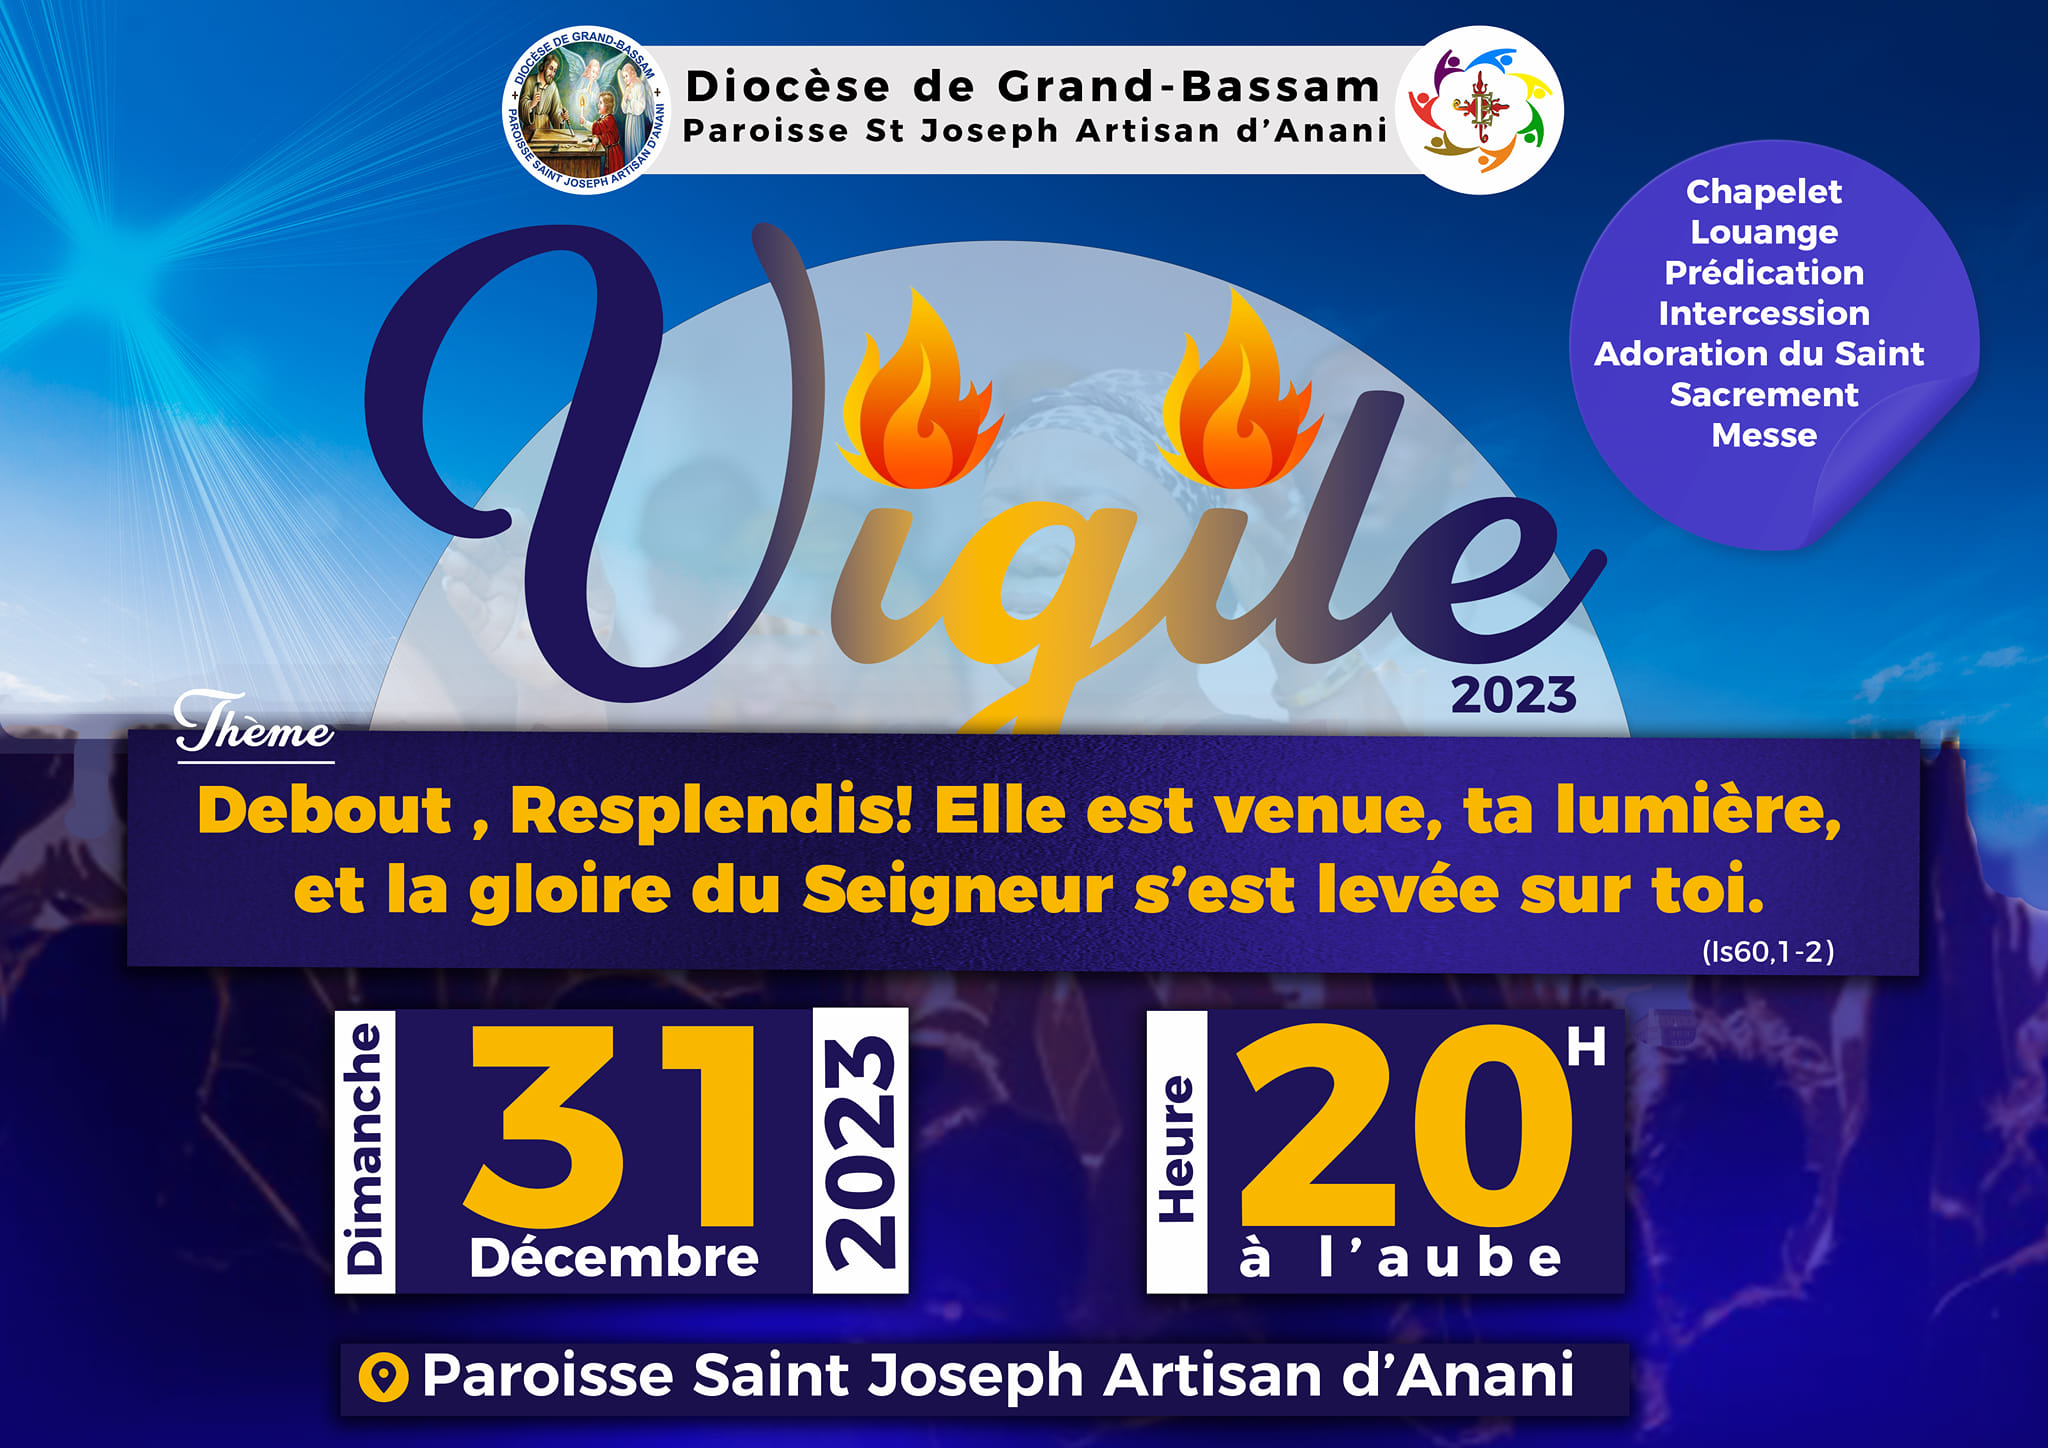 DIOCÈSE DE GRAND-BASSAM
PAROISSE SAINT JOSEPH ARTISAN D'ANANI
Diocèse de Grand-Bassam
Paroisse St Joseph Artisan d'Anani
Chapelet
Louange
Prédication
Intercession
Adoration du Saint
Sacrement
Messe
Vigile
2023
Thème
Debout , Resplendis! Elle est venue, ta lumière,
et la gloire du Seigneur s'est levée sur toi.
(Is60,1-2)
Dimanche
31
Décembre
2023
Heure
20H
à l'aube
Paroisse Saint Joseph Artisan d'Anani